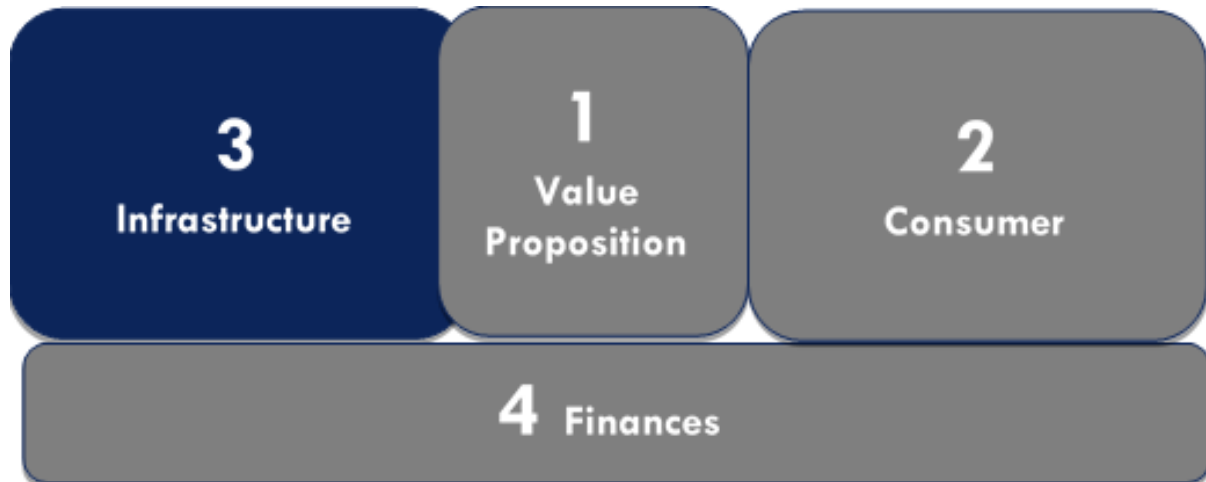 3
Infrastructure
1
Value
Proposition
2
Consumer
4 Finances